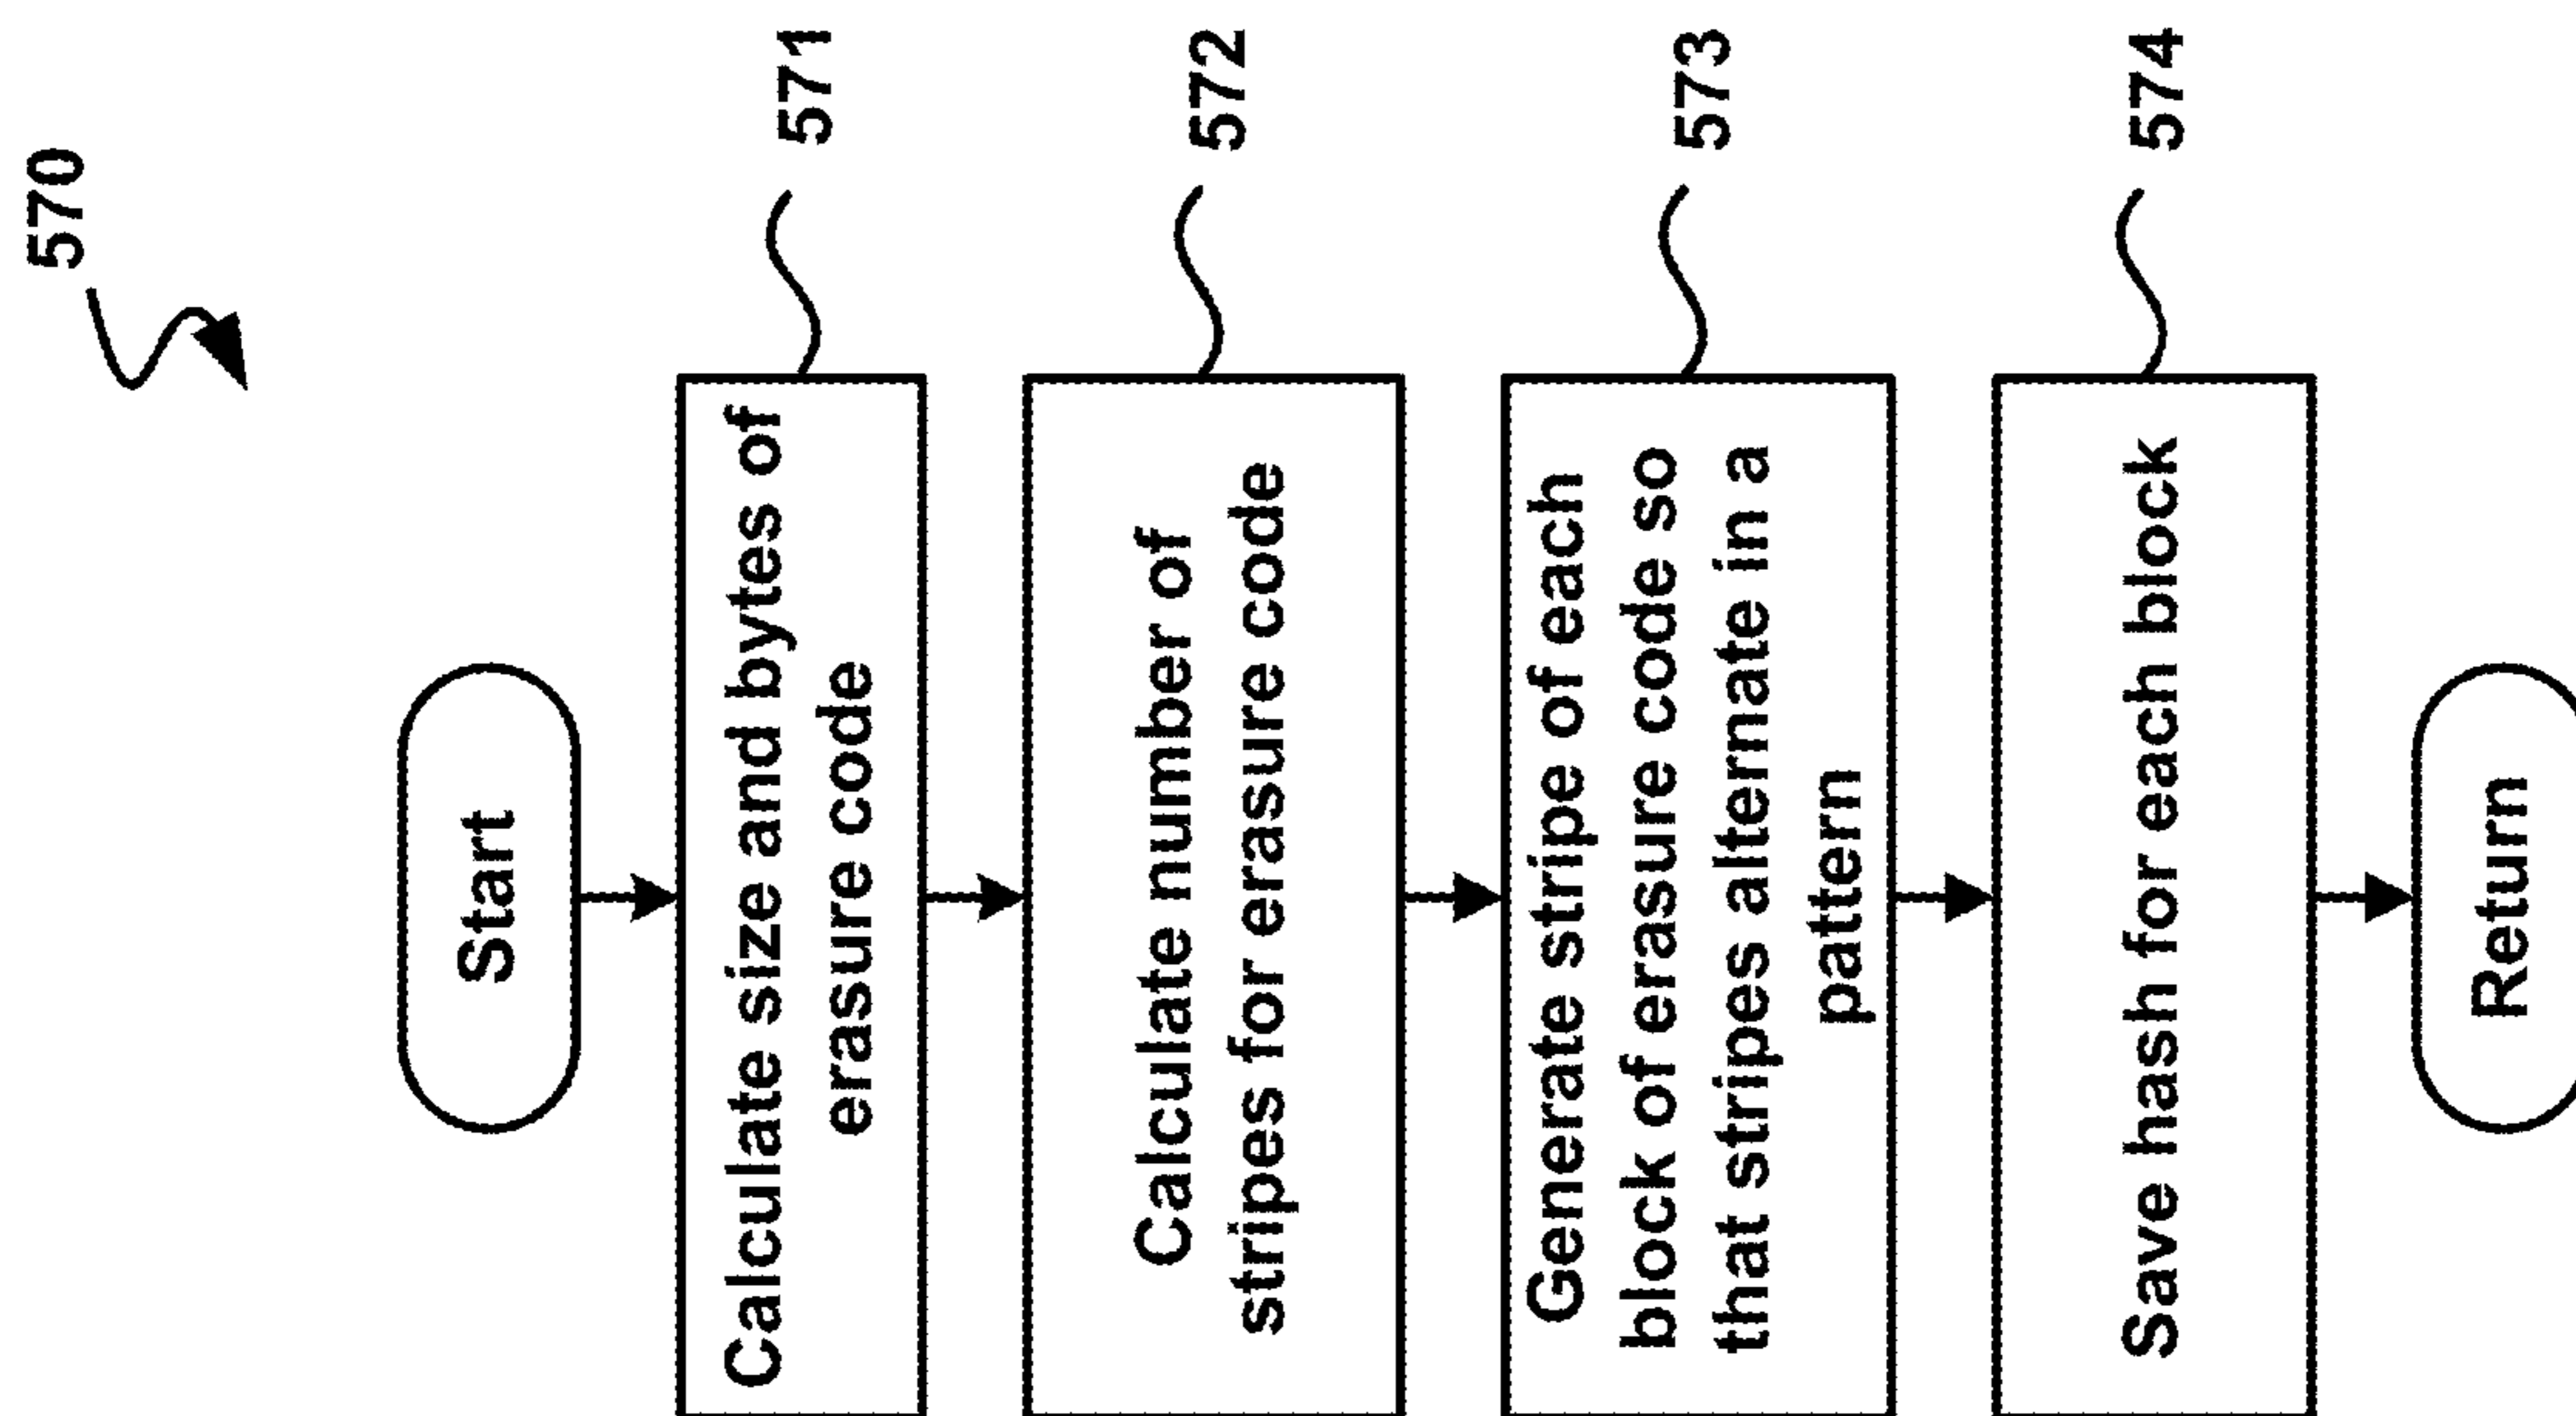 570
Start
Calculate size and bytes of
erasure code
571
Calculate number of
stripes for erasure code
572
Generate stripe of each
block of erasure code so
that stripes alternate in a
pattern
573
Save hash for each block
574
Return